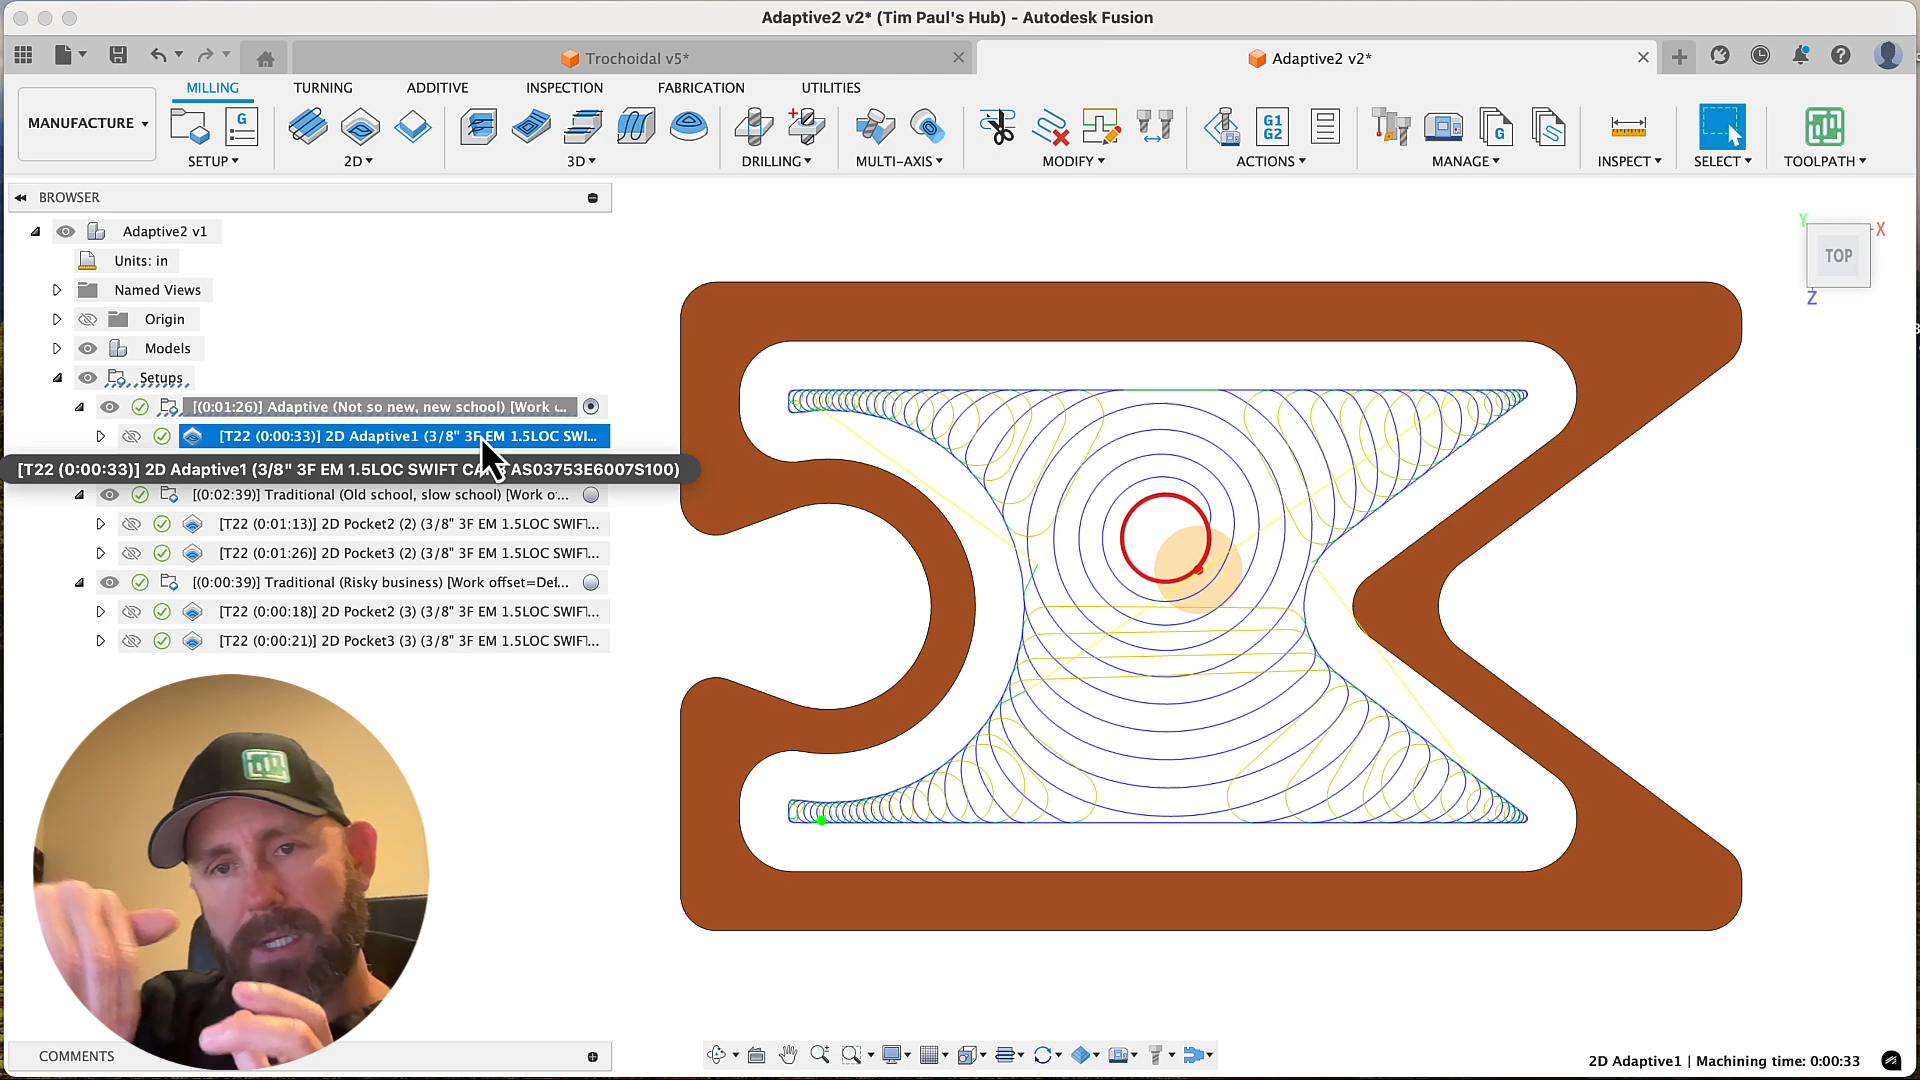 Adaptive2 v2* (Tim Paul's Hub) - Autodesk Fusion
Trochoidal v5*
Adaptive2 v2*
MILLING
TURNING
ADDITIVE
INSPECTION
FABRICATION
UTILITIES
MANUFACTURE
SETUP
2D
3D
DRILLING
MULTI-AXIS
MODIFY
G1
G2
ACTIONS
MANAGE
INSPECT
SELECT
TOOLPATH
BROWSER
Adaptive2 v1
Units: in
Named Views
Origin
Models
Setups
[(0:01:26)] Adaptive (Not so new, new school) [Work
[T22 (0:00:33)] 2D Adaptive1 (3/8" 3F EM 1.5LOC SWI...
[T22 (0:00:33)] 2D Adaptive1 (3/8" 3F EM 1.5LOC SWIFT AS03753E6007S100)
[(0:02:39)] Traditional (Old school, slow school) [Work o...
[T22 (0:01:13)] 2D Pocket2 (2) (3/8" 3F EM 1.5LOC SWIFT...
[T22 (0:01:26)] 2D Pocket3 (2) (3/8" 3F EM 1.5LOC SWIFT...
[(0:00:39)] Traditional (Risky business) [Work offset=Def...
[T22 (0:00:18)] 2D Pocket2 (3) (3/8" 3F EM 1.5LOC SWIFT...
[T22 (0:00:21)] 2D Pocket3 (3) (3/8" 3F EM 1.5LOC SWIFT...
Y
X
TOP
Z
COMMENTS
2D Adaptive1 | Machining time: 0:00:33